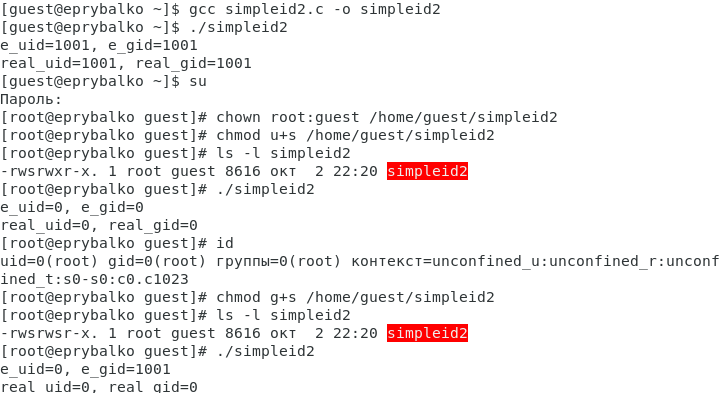 [guest@eprybalko ~]$ gcc simpleid2.c -o simpleid2
[guest@eprybalko ~]$ ./simpleid2
e_uid=1001, e_gid=1001
real_uid=1001, real_gid=1001
[guest@eprybalko ~]$ su
Пароль:
[root@eprybalko guest]# chown root:guest /home/guest/simpleid2
[root@eprybalko guest]# chmod u+s /home/guest/simpleid2
[root@eprybalko guest]# ls -l simpleid2
-rwsrwxr-x. 1 root guest 8616 окт  2 22:20 simpleid2
[root@eprybalko guest]# ./simpleid2
e_uid=0, e_gid=0
real_uid=0, real_gid=0
[root@eprybalko guest]# id
uid=0(root) gid=0(root) группы=0(root) контекст=unconfined_u:unconfined_r:unconf
ined_t:s0-s0:c0.c1023
[root@eprybalko guest]# chmod g+s /home/guest/simpleid2
[root@eprybalko guest]# ls -l simpleid2
-rwsrwsr-x. 1 root guest 8616 окт  2 22:20 simpleid2
[root@eprybalko guest]# ./simpleid2
e_uid=0, e_gid=1001
real_uid=0, real_gid=0